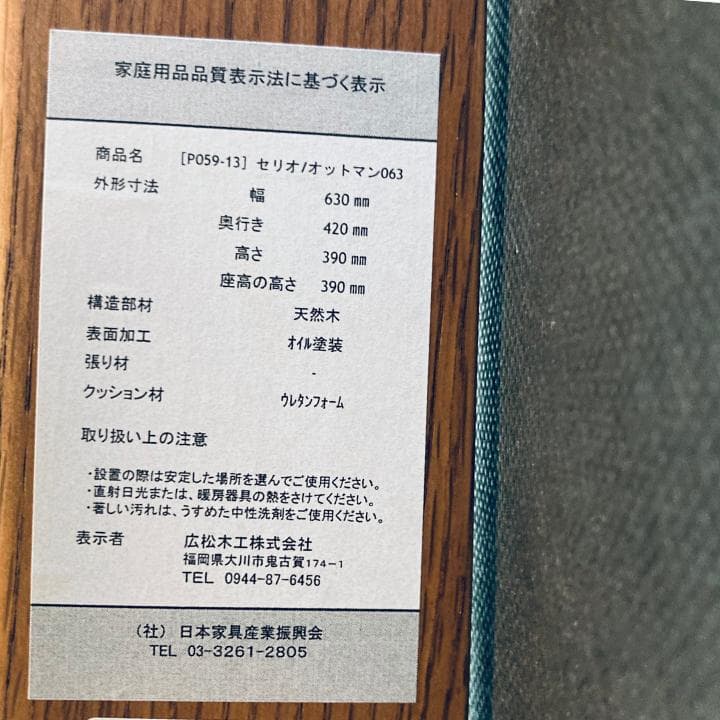 家庭用品品質表示法に基づく表示
商品名 [P059-13] セリオ/オットマン063
外形寸法 幅 630 ㎜
奥行き 420 ㎜
高さ 390 ㎜
座高の高さ 390 ㎜
構造部材 天然木
表面加工 ｵｲﾙ塗装
張り材 -
クッション材 ｳﾚﾀﾝﾌｫｰﾑ
取り扱い上の注意
・設置の際は安定した場所を選んでご使用ください。
・直射日光または、暖房器具の熱をさけてください。
・著しい汚れは、うすめた中性洗剤をご使用ください。
表示者 広松木工株式会社
福岡県大川市鬼古賀174-1
TEL 0944-87-6456
（社） 日本家具産業振興会
TEL 03-3261-2805